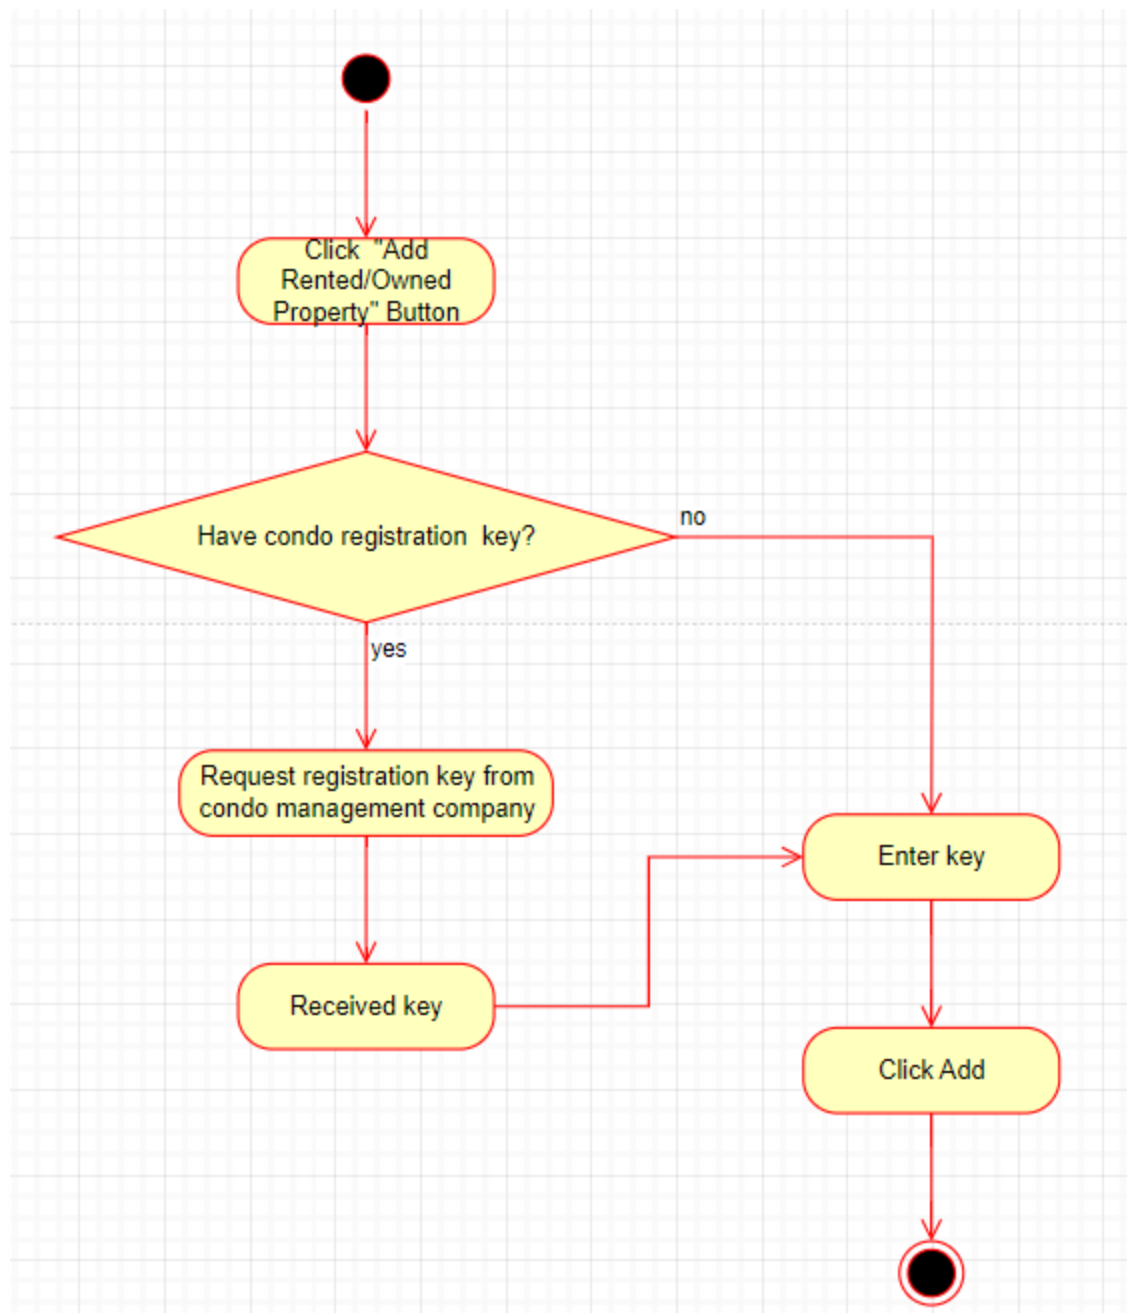 Click "Add
Rented/Owned
Property" Button
Have condo registration key?
no
yes
Request registration key from
condo management company
Enter key
Received key
Click Add